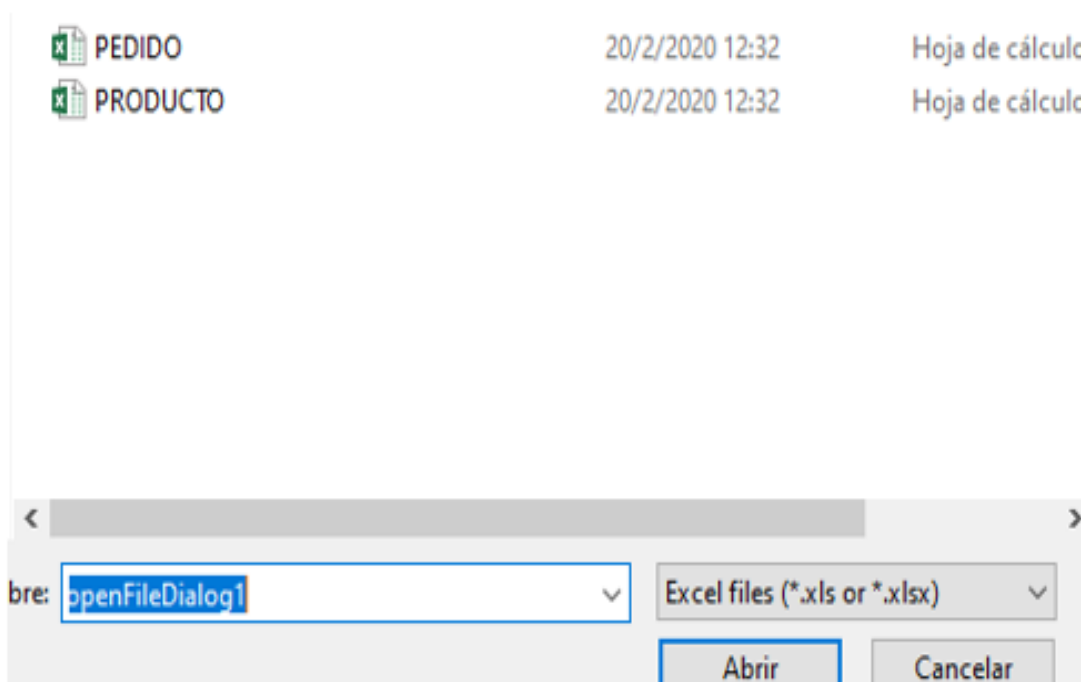 PEDIDO 20/2/2020 12:32 Hoja de cálculo
PRODUCTO 20/2/2020 12:32 Hoja de cálculo
bre: openFileDialog1 Excel files (*.xls or *.xlsx)
Abrir Cancelar